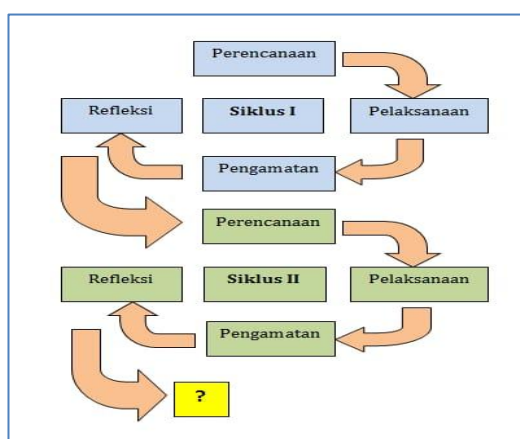 Perencanaan
Refleksi
Siklus I
Pelaksanaan
Pengamatan
Perencanaan
Refleksi
Siklus II
Pelaksanaan
Pengamatan
?